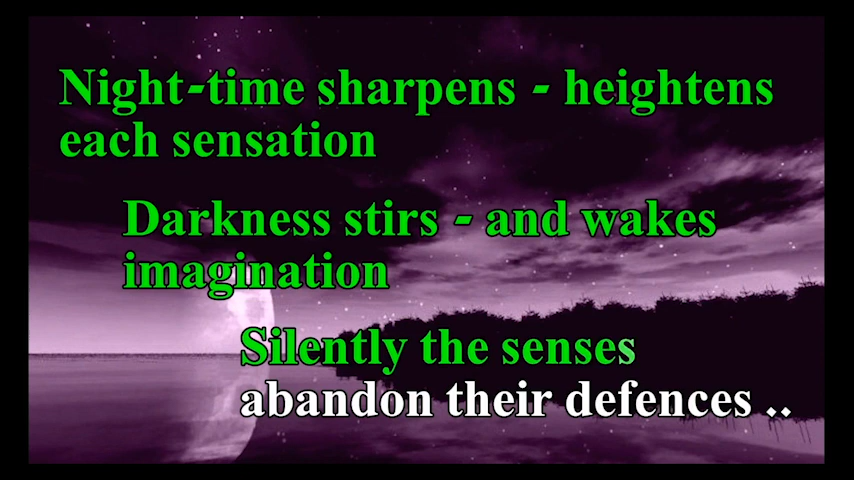 Night-time sharpens - heightens
each sensation
Darkness stirs - and wakes
imagination
Silently the senses
abandon their defences ..